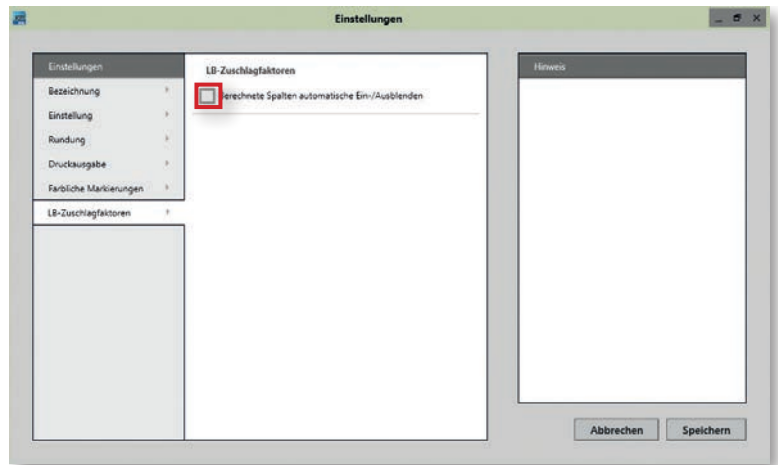 Einstellungen
Einstellungen
Bezeichnung
Einstellung
Rundung
Druckausgabe
Farbliche Markierungen
LB-Zuschlagfaktoren
LB-Zuschlagfaktoren
Berechnete Spalten automatische Ein-/Ausblenden
Hinweis
Abbrechen
Speichern